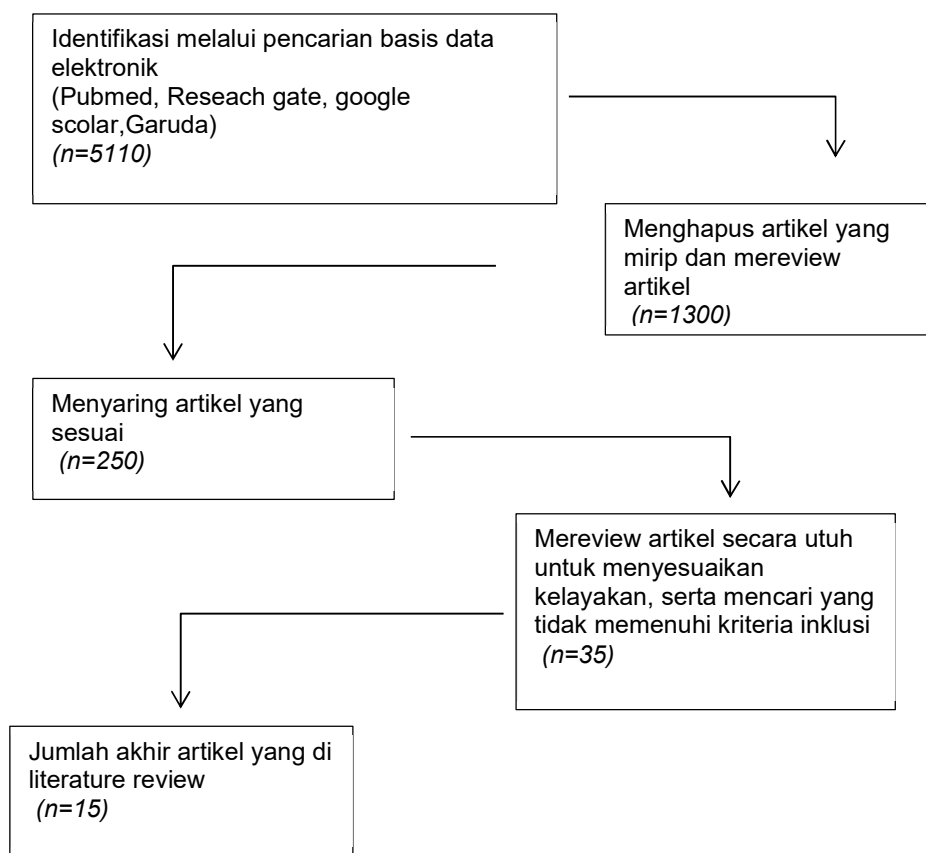 Identifikasi melalui pencarian basis data
elektronik
(Pubmed, Reseach gate, google
scolar,Garuda)
(n=5110)
Menghapus artikel yang
mirip dan mereview
artikel
(n=1300)
Menyaring artikel yang
sesuai
(n=250)
Mereview artikel secara utuh
untuk menyesuaikan
kelayakan, serta mencari yang
tidak memenuhi kriteria inklusi
(n=35)
Jumlah akhir artikel yang di
literature review
(n=15)